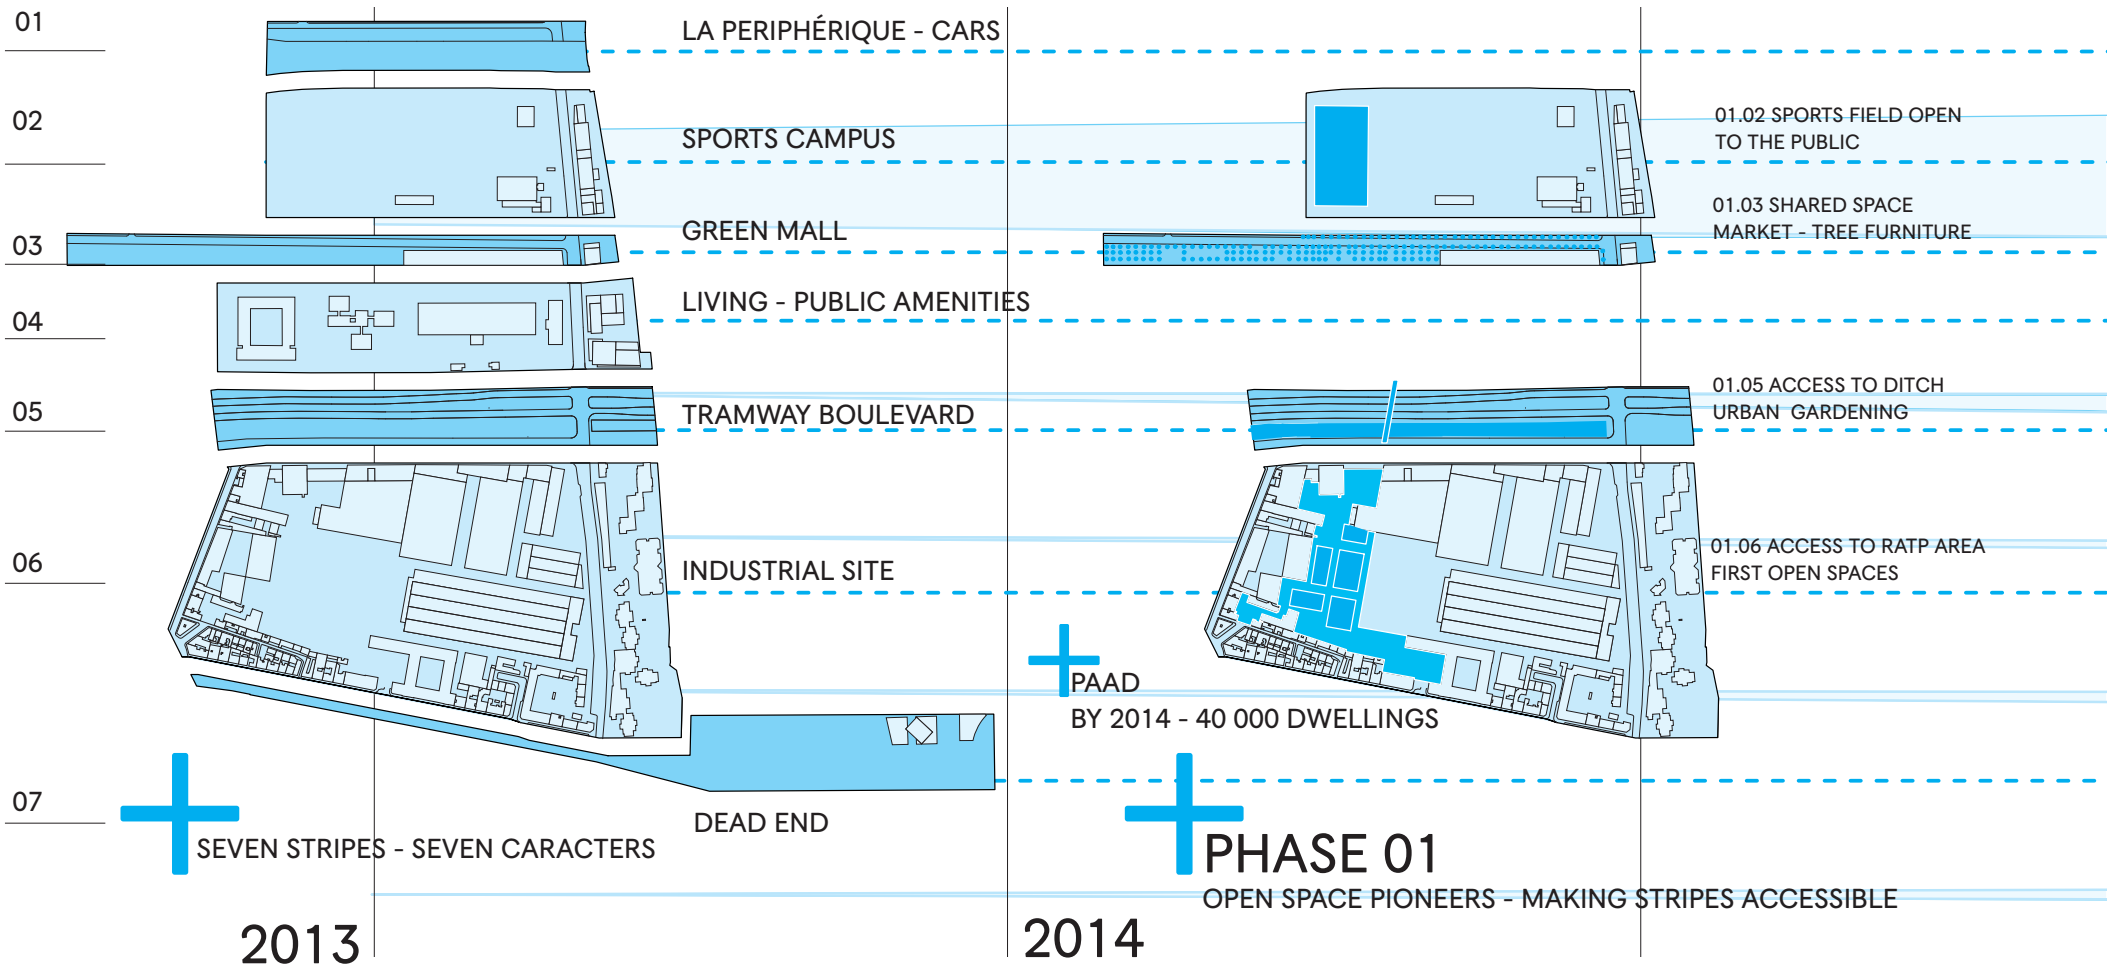 01
LA PERIPHÉRIQUE - CARS
02
SPORTS CAMPUS
01.02 SPORTS FIELD OPEN
TO THE PUBLIC
03
GREEN MALL
01.03 SHARED SPACE
MARKET - TREE FURNITURE
04
LIVING - PUBLIC AMENITIES
05
TRAMWAY BOULEVARD
01.05 ACCESS TO DITCH
URBAN GARDENING
06
INDUSTRIAL SITE
01.06 ACCESS TO RATP AREA
FIRST OPEN SPACES
PAAD
BY 2014 - 40 000 DWELLINGS
07
DEAD END
SEVEN STRIPES - SEVEN CARACTERS
PHASE 01
OPEN SPACE PIONEERS - MAKING STRIPES ACCESSIBLE
2013
2014